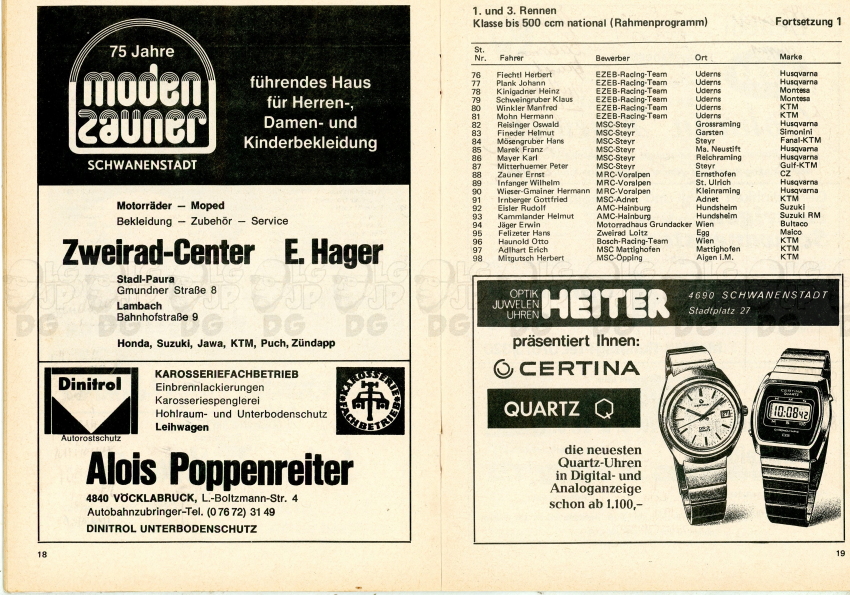 75 Jahre
moden
zauner
SCHWANENSTADT
führendes Haus
für Herren-,
Damen- und
Kinderbekleidung
Motorräder — Moped
Bekleidung — Zubehör — Service
Zweirad-Center E. Hager
Stadl-Paura
Gmundner Straße 8
Lambach
Bahnhofstraße 9
Honda, Suzuki, Jawa, KTM, Puch, Zündapp
Dinitrol
Autorostschutz
KAROSSERIEFACHBETRIEB
Einbrennlackierungen
Karosseriespenglerei
Hohlraum- und Unterbodenschutz
Leihwagen
KAROSSERIE
FACHBETRIEB
Alois Poppenreiter
4840 VÖCKLABRUCK, L.-Boltzmann-Str. 4
Autobahnzubringer-Tel. (0 76 72) 31 49
DINITROL UNTERBODENSCHUTZ
18
1. und 3. Rennen
Klasse bis 500 ccm national (Rahmenprogramm) Fortsetzung 1
St.
Nr. Fahrer Bewerber Ort Marke
76 Fiechtl Herbert EZEB-Racing-Team Uderns Husqvarna
77 Plank Johann EZEB-Racing-Team Uderns Husqvarna
78 Kinigadner Heinz EZEB-Racing-Team Uderns Montesa
79 Schweingruber Klaus EZEB-Racing-Team Uderns Montesa
80 Winkler Manfred EZEB-Racing-Team Uderns KTM
81 Mohn Hermann EZEB-Racing-Team Uderns KTM
82 Reisinger Oswald MSC-Steyr Grossraming Husqvarna
83 Fineder Helmut MSC-Steyr Garsten Simonini
84 Mösengruber Hans MSC-Steyr Steyr Fanal-KTM
85 Marek Franz MSC-Steyr Ma. Neustift Husqvarna
86 Mayer Karl MSC-Steyr Reichraming Husqvarna
87 Mitterhuemer Peter MSC-Steyr Steyr Gulf-KTM
88 Zauner Ernst MRC-Voralpen Ernsthofen CZ
89 Infanger Wilhelm MRC-Voralpen St. Ulrich Husqvarna
90 Wieser-Gmainer Hermann MRC-Voralpen Kleinraming Husqvarna
91 Irnberger Gottfried MSC-Adnet Adnet KTM
92 Eisler Rudolf AMC-Hainburg Hundsheim Suzuki
93 Kammlander Helmut AMC-Hainburg Hundsheim Suzuki RM
94 Jäger Erwin Motorradhaus Grundacker Wien Bultaco
95 Felizeter Hans Zweirad Loitz Egg Maico
96 Haunold Otto Bosch-Racing-Team Wien KTM
97 Adlhart Erich MSC Mattighofen Mattighofen KTM
98 Mitgutsch Herbert MSC-Öpping Aigen i.M. KTM
OPTIK
JUWELEN
UHREN
HEITER
4690 SCHWANENSTADT
Stadtplatz 27
präsentiert Ihnen:
CERTINA
QUARTZ
die neuesten
Quartz-Uhren
in Digital- und
Analoganzeige
schon ab 1.100,–
CERTINA
QUARTZ
10:08 42
19